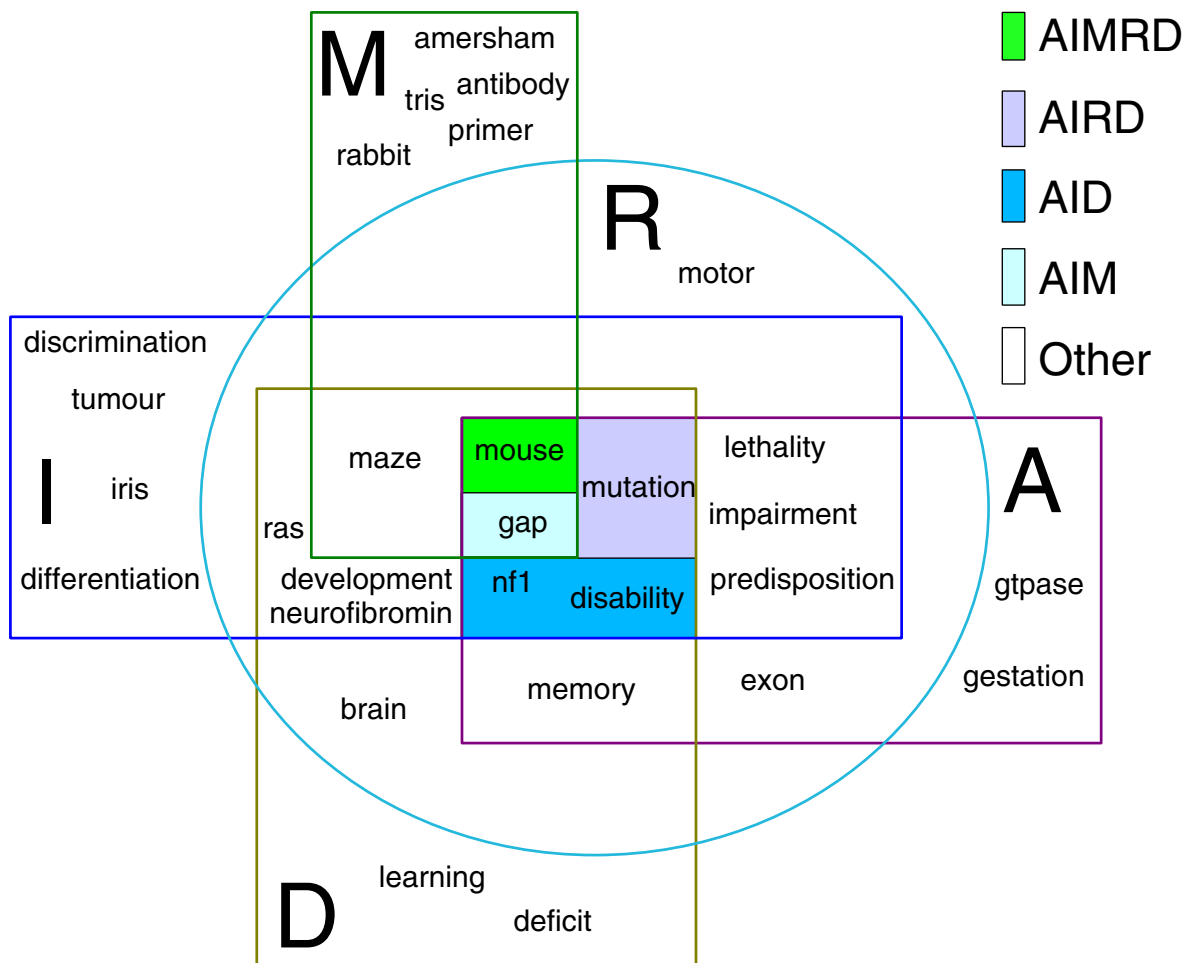 M
amersham
antibody
tris
primer
rabbit
R
motor
AIMRD
AIRD
AID
AIM
Other
discrimination
tumour
I
iris
differentiation
maze
ras
development
neurofibromin
mouse
gap
nf1
mutation
disability
lethality
impairment
predisposition
A
gtpase
gestation
memory
exon
brain
learning
D
deficit